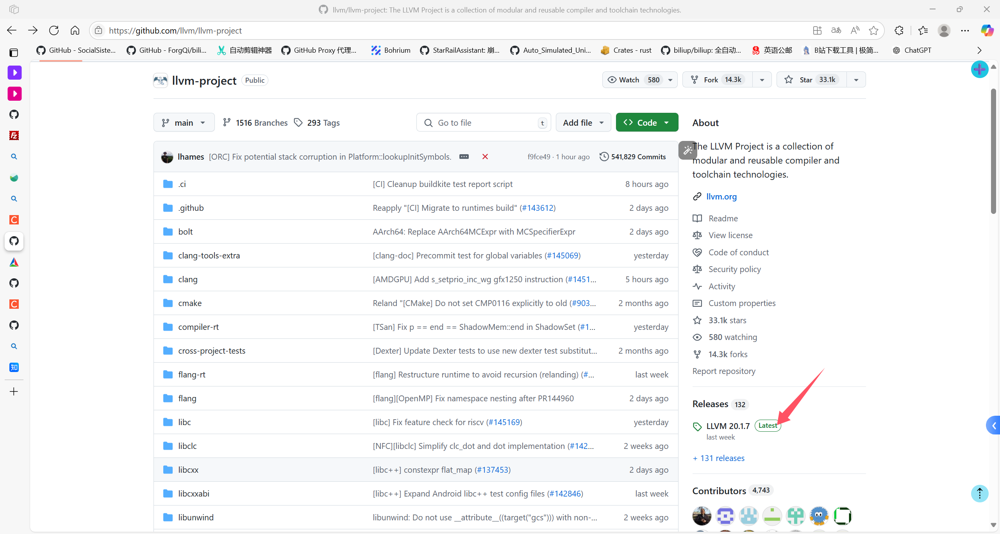 llvm/llvm-project: The LLVM Project is a collection of modular and reusable compiler and toolchain technologies.
https://github.com/llvm/llvm-project
GitHub - SocialSiste...
GitHub - ForgQi/bili...
自动剪辑神器
GitHub Proxy 代理...
Bohrium
StarRailAssistant: 崩...
Auto_Simulated_Uni...
Crates - rust
biliup/biliup: 全自动...
英语公邮
B站下载工具 | 极简...
ChatGPT
llvm-project Public
Watch 580
Fork 14.3k
Star 33.1k
main
1516 Branches
293 Tags
Go to file
t
Add file
Code
lhames [ORC] Fix potential stack corruption in Platform::lookupInitSymbols. f9fce49 · 1 hour ago 541,829 Commits
.ci [CI] Cleanup buildkite test report script 8 hours ago
.github Reapply "[CI] Migrate to runtimes build" (#143612) 2 days ago
bolt AArch64: Replace AArch64MCExpr with MCSpecifierExpr 2 days ago
clang-tools-extra [clang-doc] Precommit test for global variables (#145069) yesterday
clang [AMDGPU] Add s_setprio_inc_wg gfx1250 instruction (#1451... 5 hours ago
cmake Reland "[CMake] Do not set CMP0116 explicitly to old (#903... 2 months ago
compiler-rt [TSan] Fix p == end == ShadowMem::end in ShadowSet (#1... yesterday
cross-project-tests [Dexter] Update Dexter tests to use new dexter test substitut... 2 months ago
flang-rt [flang] Restructure runtime to avoid recursion (relanding) (#... last week
flang [flang][OpenMP] Fix namespace nesting after PR144960 2 days ago
libc [libc] Fix feature check for riscv (#145169) yesterday
libclc [NFC][libclc] Simplify clc_dot and dot implementation (#142... 2 weeks ago
libcxx [libc++] constexpr flat_map (#137453) 2 days ago
libcxxabi [libc++] Expand Android libc++ test config files (#142846) last week
libunwind libunwind: Do not use __attribute__((target("gcs"))) with non-... 2 weeks ago
About
The LLVM Project is a collection of
modular and reusable compiler and
toolchain technologies.
llvm.org
Readme
View license
Code of conduct
Security policy
Activity
Custom properties
33.1k stars
580 watching
14.3k forks
Report repository
Releases 132
LLVM 20.1.7 Latest
last week
+ 131 releases
Contributors 4,743
知